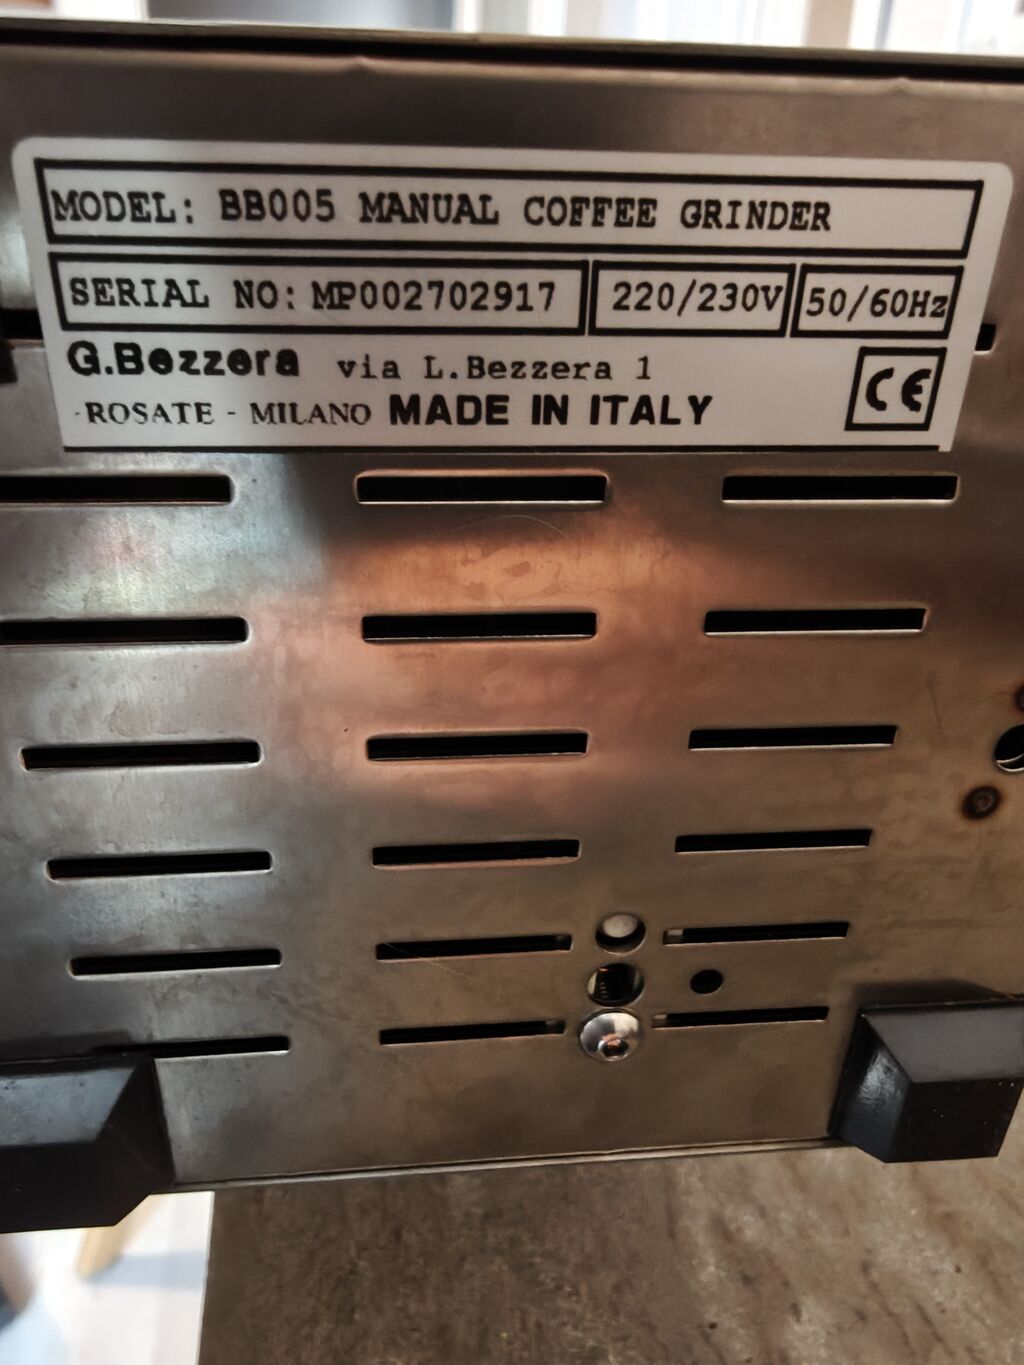 MODEL: BB005 MANUAL COFFEE GRINDER
SERIAL NO: MP002702917 220/230V 50/60Hz
G.Bezzera via L.Bezzera 1
-ROSATE - MILANO MADE IN ITALY CE